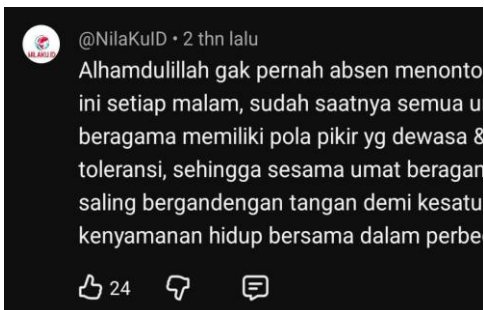 @NilaKuID • 2 thn lalu
Alhamdulillah gak pernah absen menonto
ini setiap malam, sudah saatnya semua u
beragama memiliki pola pikir yg dewasa &
toleransi, sehingga sesama umat beragam
saling bergandengan tangan demi kesatu
kenyamanan hidup bersama dalam perbe
24